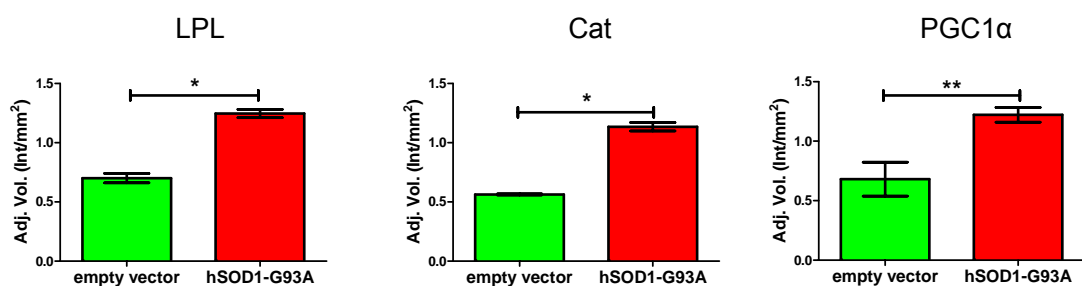 LPL
Adj. Vol. (Int/mm²)
1.5
1.0
0.5
0.0
*
empty vector
hSOD1-G93A
Cat
Adj. Vol. (Int/mm²)
1.5
1.0
0.5
0.0
*
empty vector
hSOD1-G93A
PGC1α
Adj. Vol. (Int/mm²)
1.5
1.0
0.5
0.0
**
empty vector
hSOD1-G93A